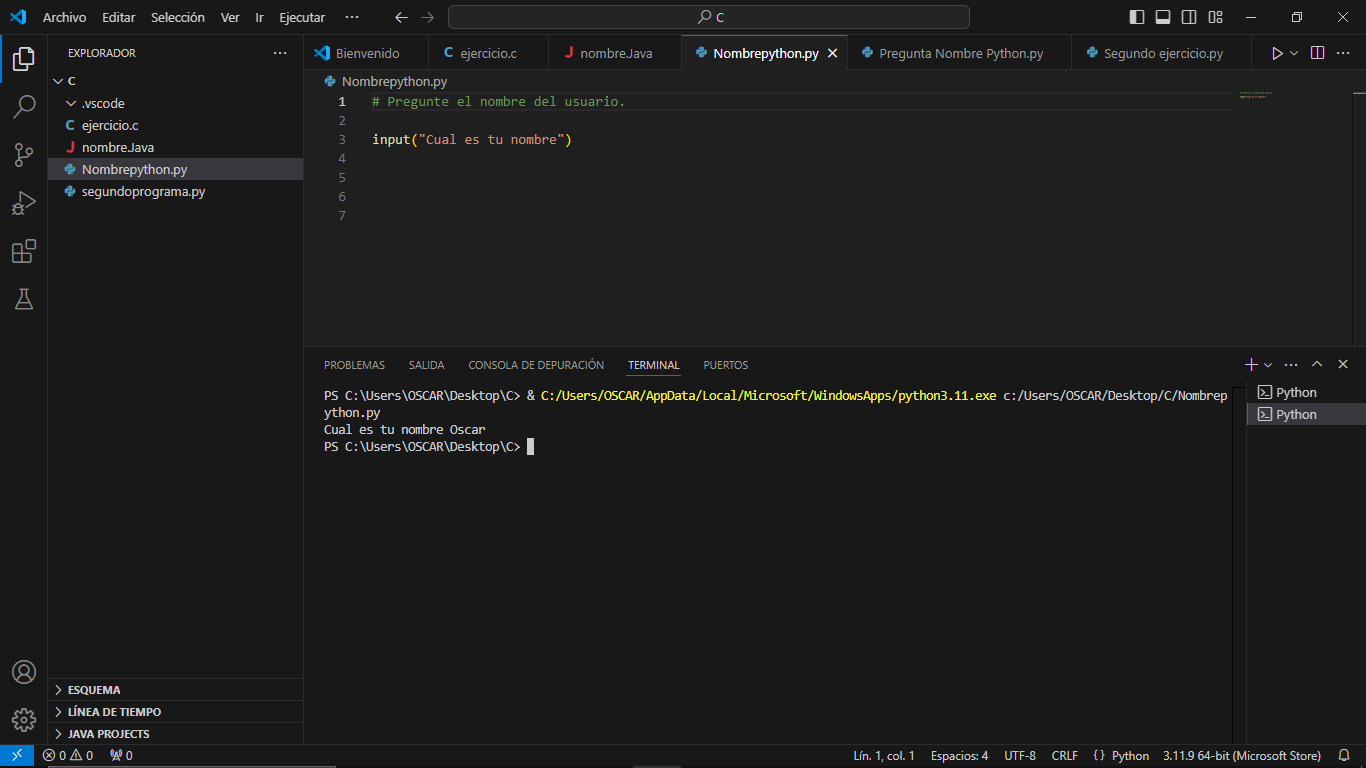 Archivo Editar Selección Ver Ir Ejecutar ··· C
EXPLORADOR ···
C
.vscode
C ejercicio.c
J nombre.Java
Nombrepython.py
segundoprograma.py
ESQUEMA
LÍNEA DE TIEMPO
JAVA PROJECTS
Bienvenido C ejercicio.c J nombre.Java Nombrepython.py Pregunta Nombre Python.py Segundo ejercicio.py ···
Nombrepython.py
1 # Pregunte el nombre del usuario.
2
3 input("Cual es tu nombre")
4
5
6
7
PROBLEMAS SALIDA CONSOLA DE DEPURACIÓN TERMINAL PUERTOS ···
PS C:\Users\OSCAR\Desktop\C> & C:/Users/OSCAR/AppData/Local/Microsoft/WindowsApps/python3.11.exe c:/Users/OSCAR/Desktop/C/Nombrep
ython.py
Cual es tu nombre Oscar
PS C:\Users\OSCAR\Desktop\C>
Python
Python
0 0 0 Lín. 1, col. 1 Espacios: 4 UTF-8 CRLF {} Python 3.11.9 64-bit (Microsoft Store)